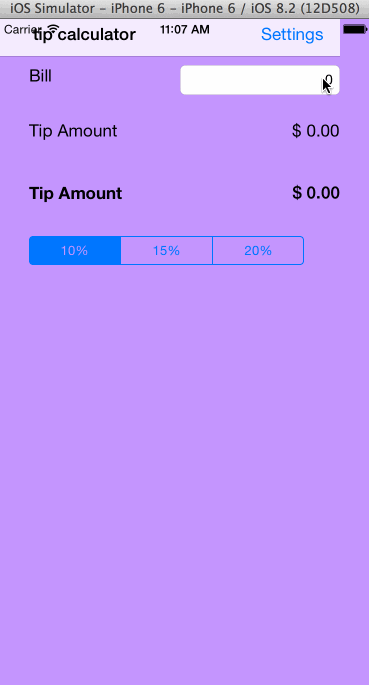 iOS Simulator - iPhone 6 - iPhone 6 / iOS 8.2 (12D508)
Carrier 11:07 AM
tip calculator Settings
Bill 0
Tip Amount $ 0.00
Tip Amount $ 0.00
10% 15% 20%